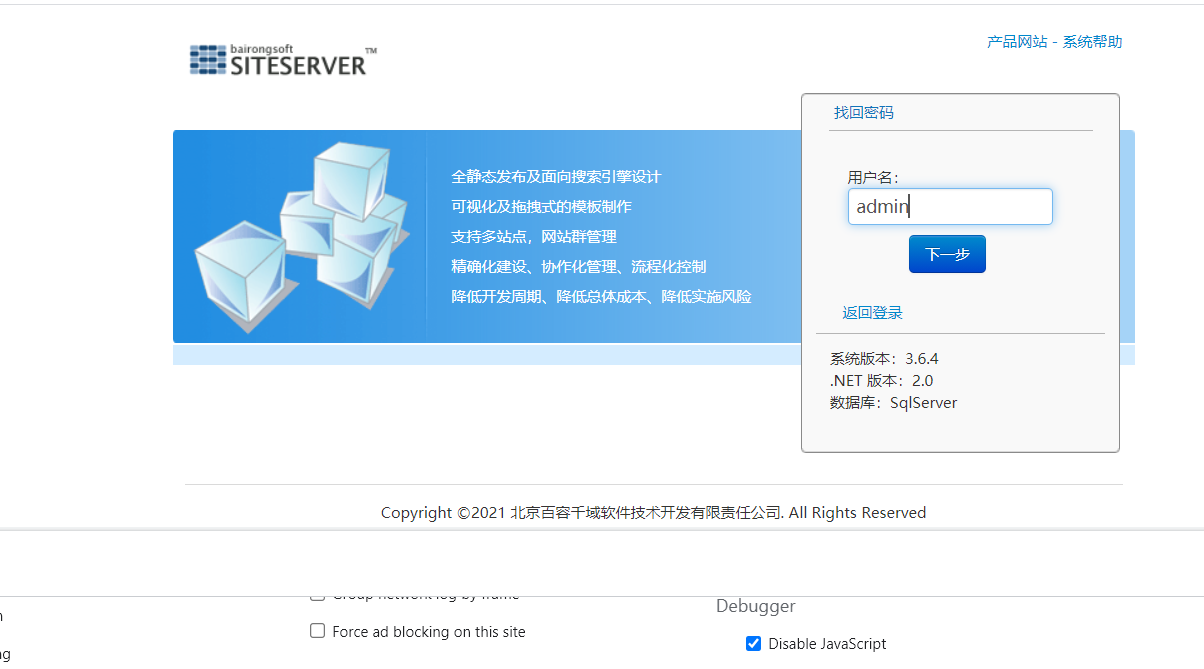 bairongsoft
SITESERVER™
产品网站 - 系统帮助
找回密码
全静态发布及面向搜索引擎设计
可视化及拖拽式的模板制作
支持多站点，网站群管理
精确化建设、协作化管理、流程化控制
降低开发周期、降低总体成本、降低实施风险
用户名：
admin
下一步
返回登录
系统版本：3.6.4
.NET 版本：2.0
数据库：SqlServer
Copyright ©2021 北京百容千域软件技术开发有限责任公司. All Rights Reserved
Group network log by frame
Debugger
Force ad blocking on this site
Disable JavaScript